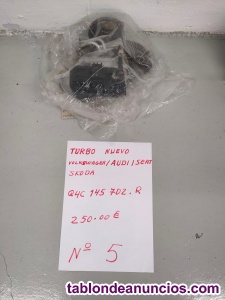 TURBO NUEVO
VOLKSWAGEN/AUDI/SEAT
SKODA
04C 145 702.R
250.00 €
Nº 5
tablondeanuncios.com